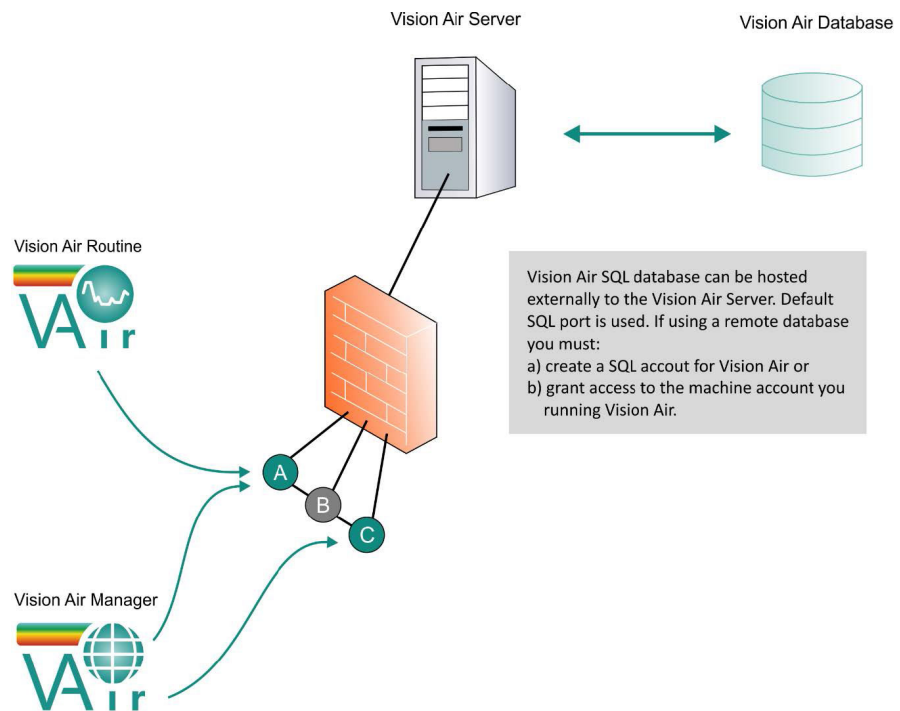 Vision Air Server
Vision Air Database
Vision Air Routine
VAir
Vision Air SQL database can be hosted
externally to the Vision Air Server. Default
SQL port is used. If using a remote database
you must:
a) create a SQL accout for Vision Air or
b) grant access to the machine account you
running Vision Air.
A
B
C
Vision Air Manager
VAir